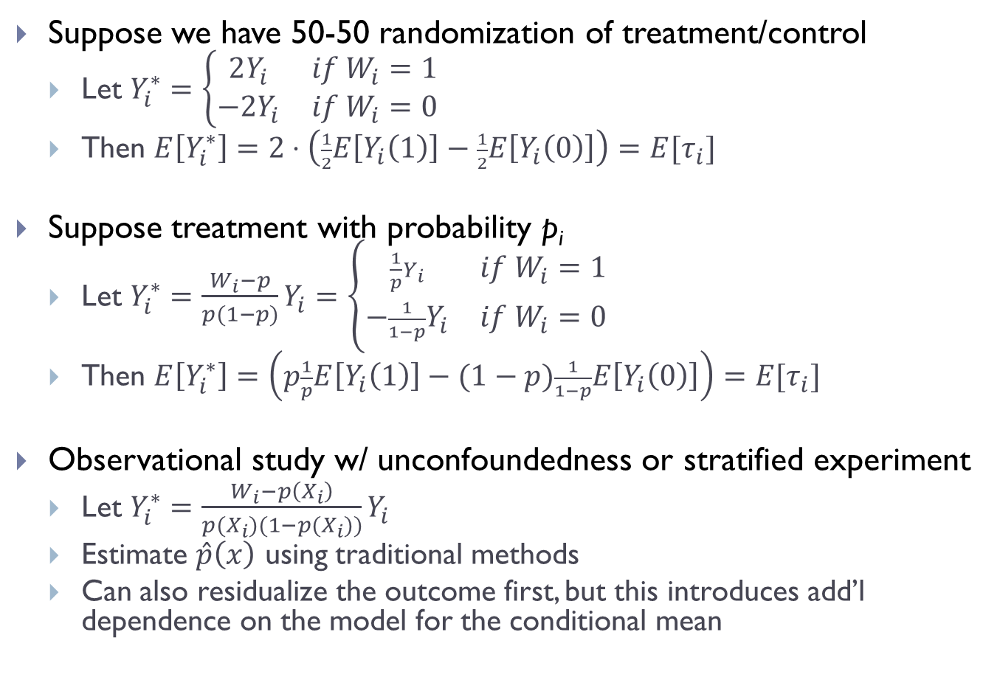 Suppose we have 50-50 randomization of treatment/control
Let $Y_i^* = \begin{cases} 2Y_i & if\ W_i = 1 \\ -2Y_i & if\ W_i = 0 \end{cases}$
Then $E[Y_i^*] = 2 \cdot \left(\frac{1}{2}E[Y_i(1)] - \frac{1}{2}E[Y_i(0)]\right) = E[\tau_i]$
Suppose treatment with probability $p_i$
Let $Y_i^* = \frac{W_i - p}{p(1-p)} Y_i = \begin{cases} \frac{1}{p}Y_i & if\ W_i = 1 \\ -\frac{1}{1-p}Y_i & if\ W_i = 0 \end{cases}$
Then $E[Y_i^*] = \left(p\frac{1}{p}E[Y_i(1)] - (1-p)\frac{1}{1-p}E[Y_i(0)]\right) = E[\tau_i]$
Observational study w/ unconfoundedness or stratified experiment
Let $Y_i^* = \frac{W_i - p(X_i)}{p(X_i)(1-p(X_i))} Y_i$
Estimate $\hat{p}(x)$ using traditional methods
Can also residualize the outcome first, but this introduces add'l
dependence on the model for the conditional mean